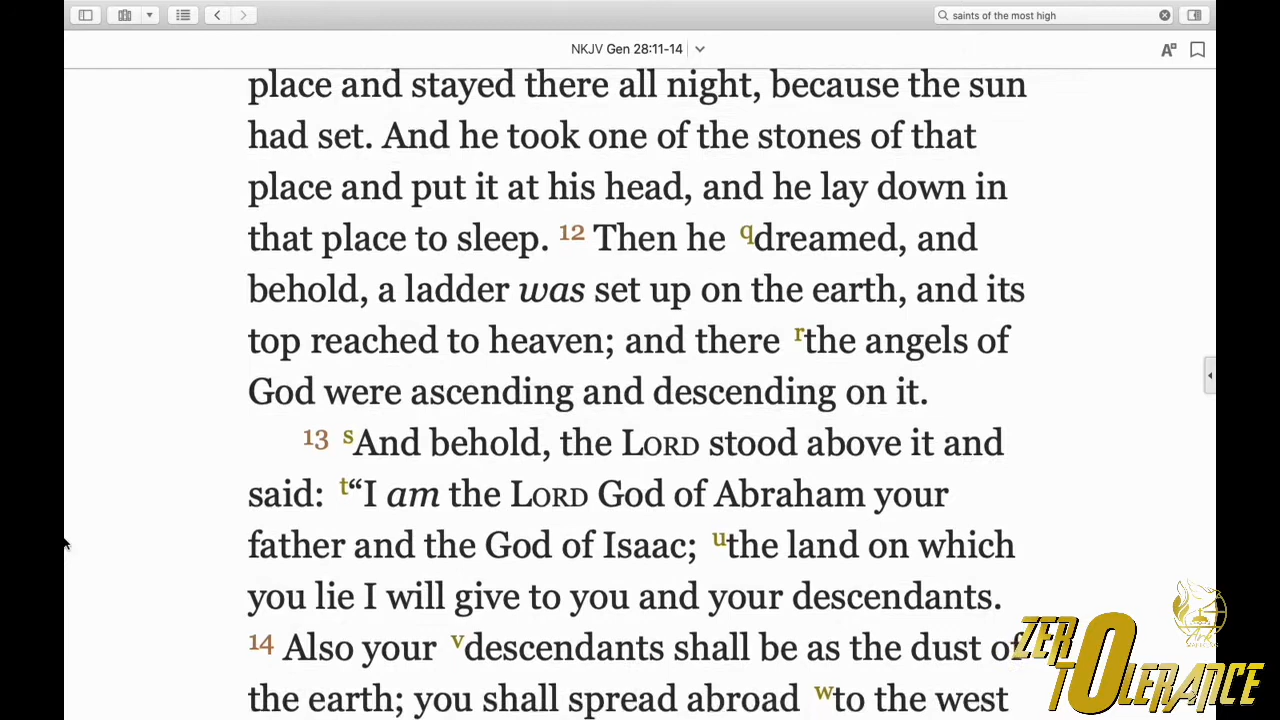 saints of the most high
NKJV Gen 28:11-14
place and stayed there all night, because the sun
had set. And he took one of the stones of that
place and put it at his head, and he lay down in
that place to sleep. 12 Then he qdreamed, and
behold, a ladder was set up on the earth, and its
top reached to heaven; and there rthe angels of
God were ascending and descending on it.
13 sAnd behold, the LORD stood above it and
said: t“I am the LORD God of Abraham your
father and the God of Isaac; uthe land on which
you lie I will give to you and your descendants.
14 Also your vdescendants shall be as the dust of
the earth; you shall spread abroad wto the west
ZERO
TOLERANCE